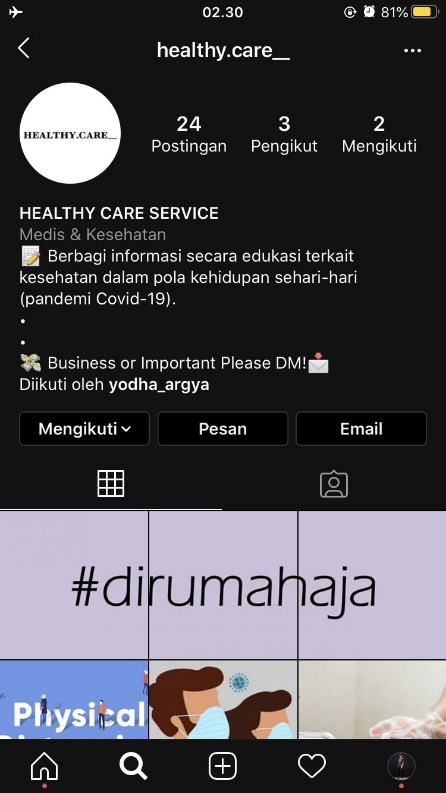 02.30
81%
healthy.care__
HEALTHY.CARE__
24
Postingan
3
Pengikut
2
Mengikuti
HEALTHY CARE SERVICE
Medis & Kesehatan
📝 Berbagi informasi secara edukasi terkait
kesehatan dalam pola kehidupan sehari-hari
(pandemi Covid-19).
•
•
💸 Business or Important Please DM!📩
Diikuti oleh yodha_argya
Mengikuti
Pesan
Email
#dirumahaja
Physical